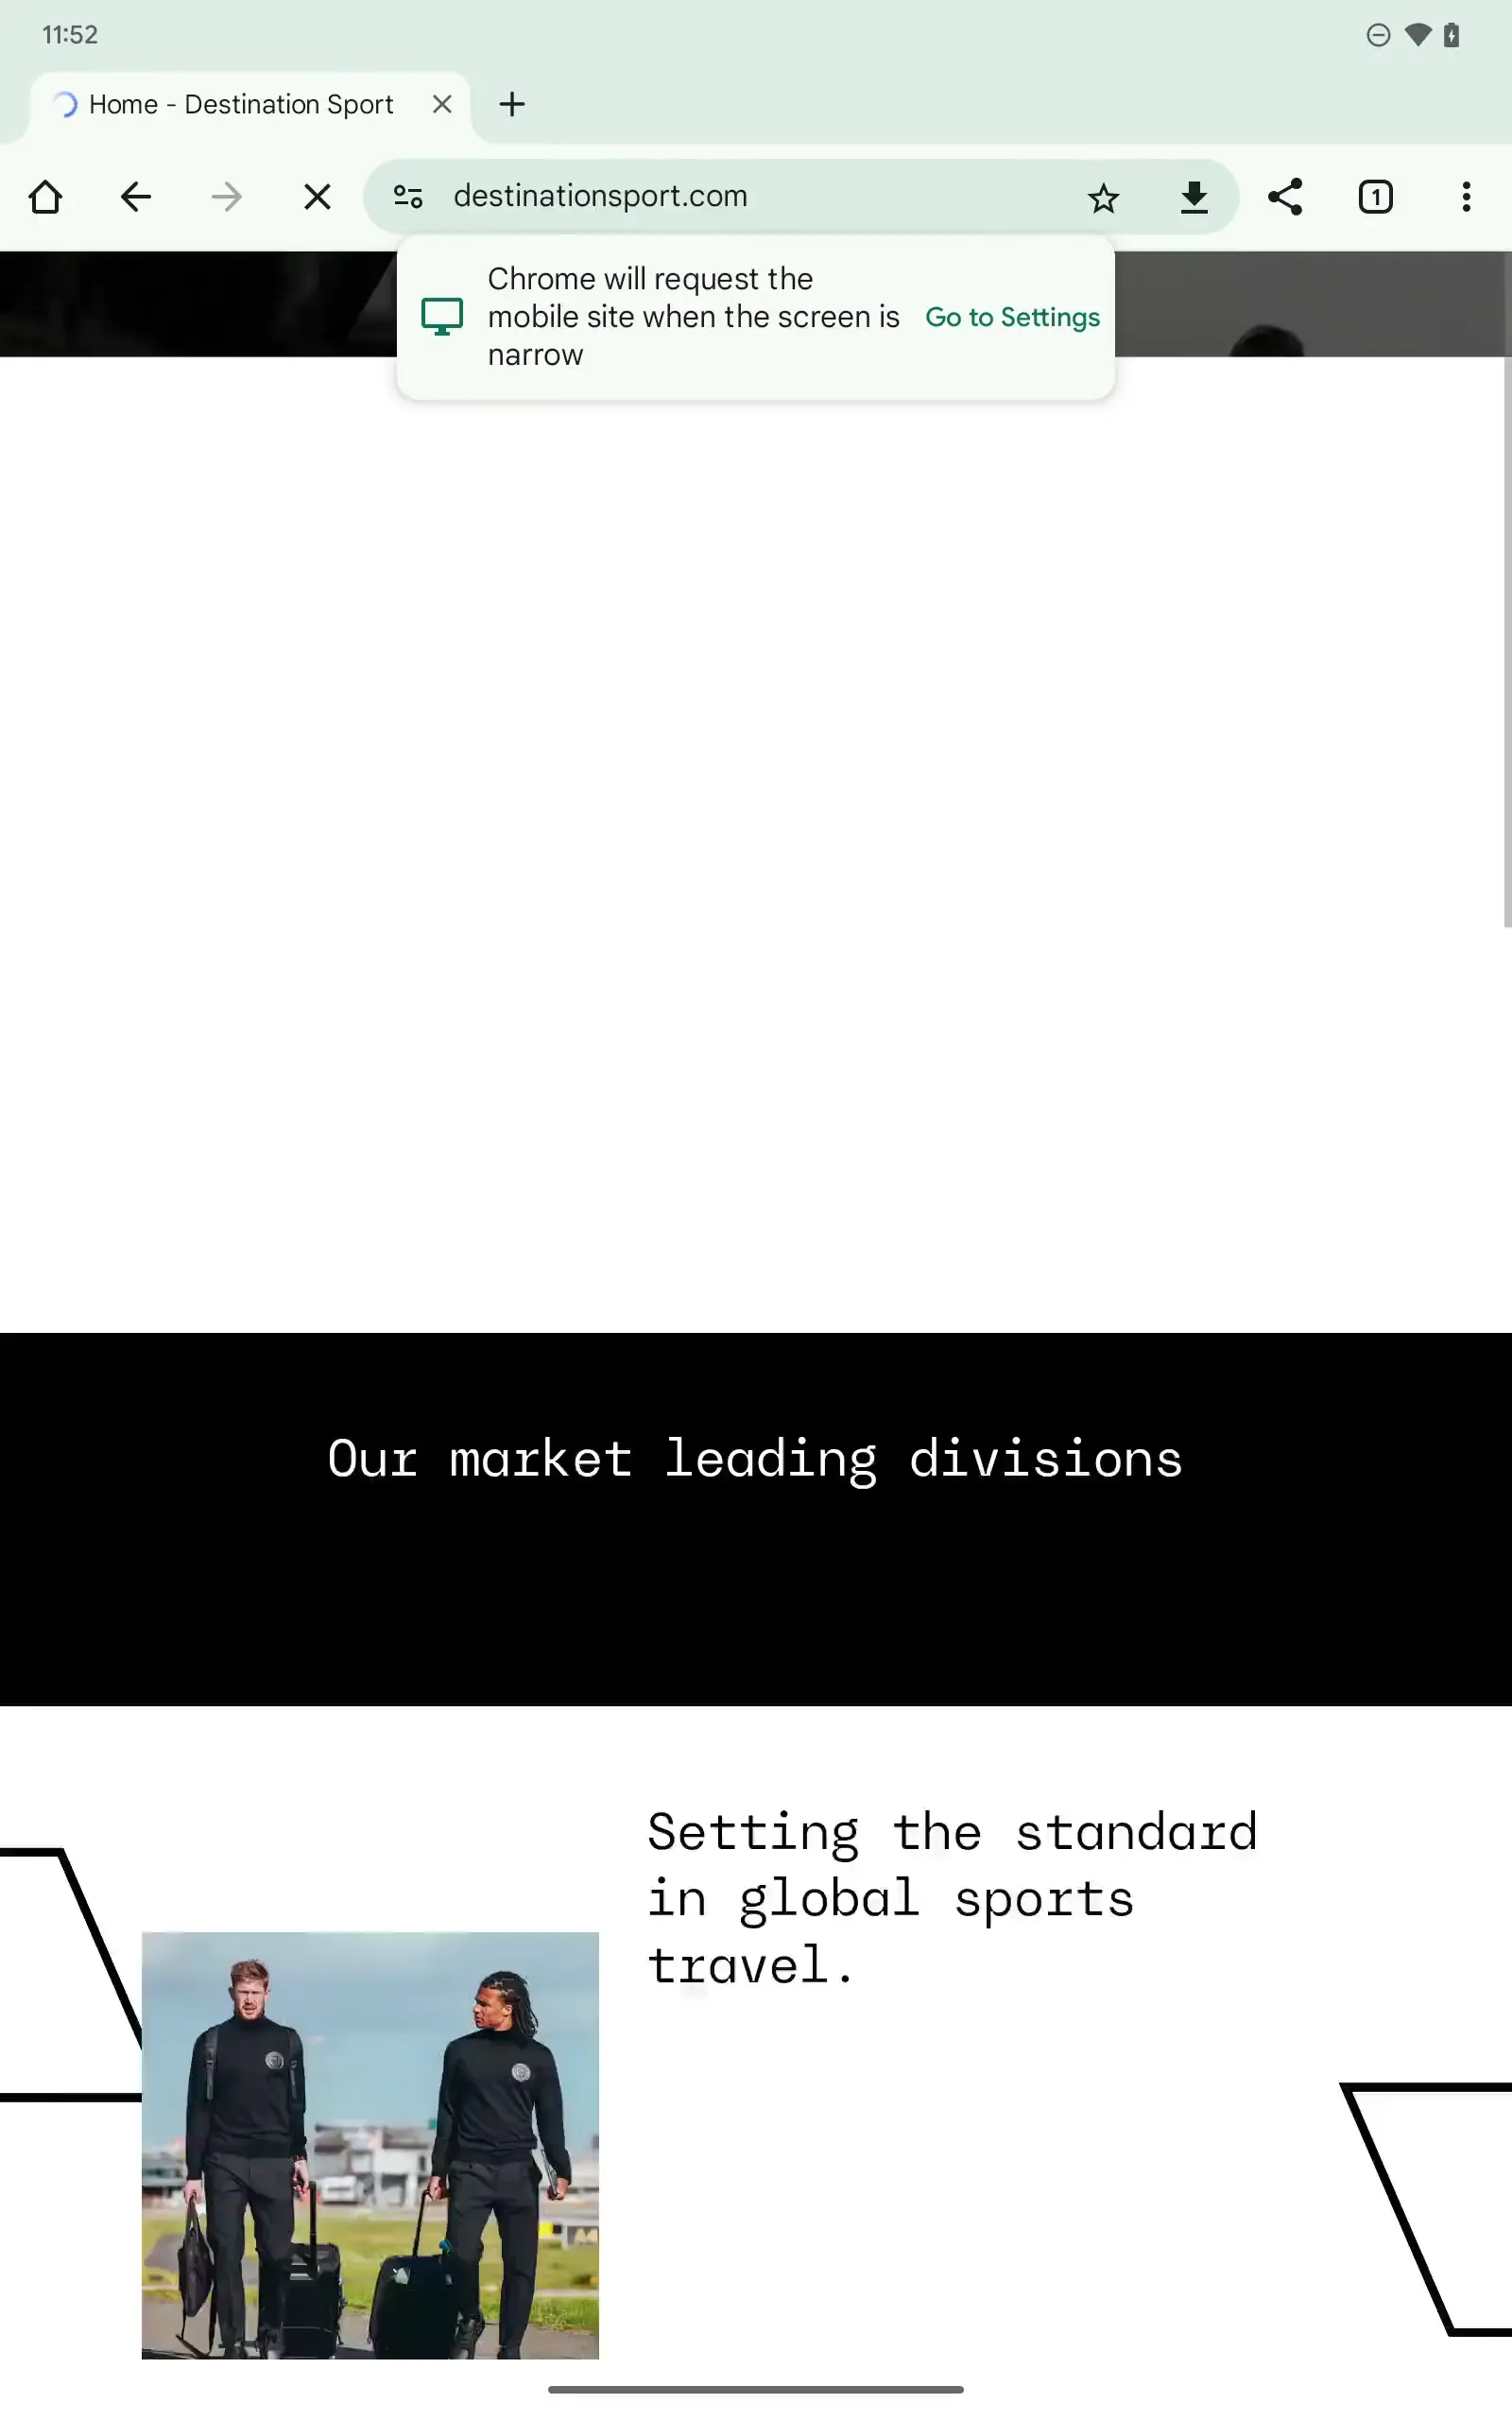 11:52
Home - Destination Sport
destinationsport.com
1
Chrome will request the
mobile site when the screen is
narrow
Go to Settings
Our market leading divisions
Setting the standard
in global sports
travel.